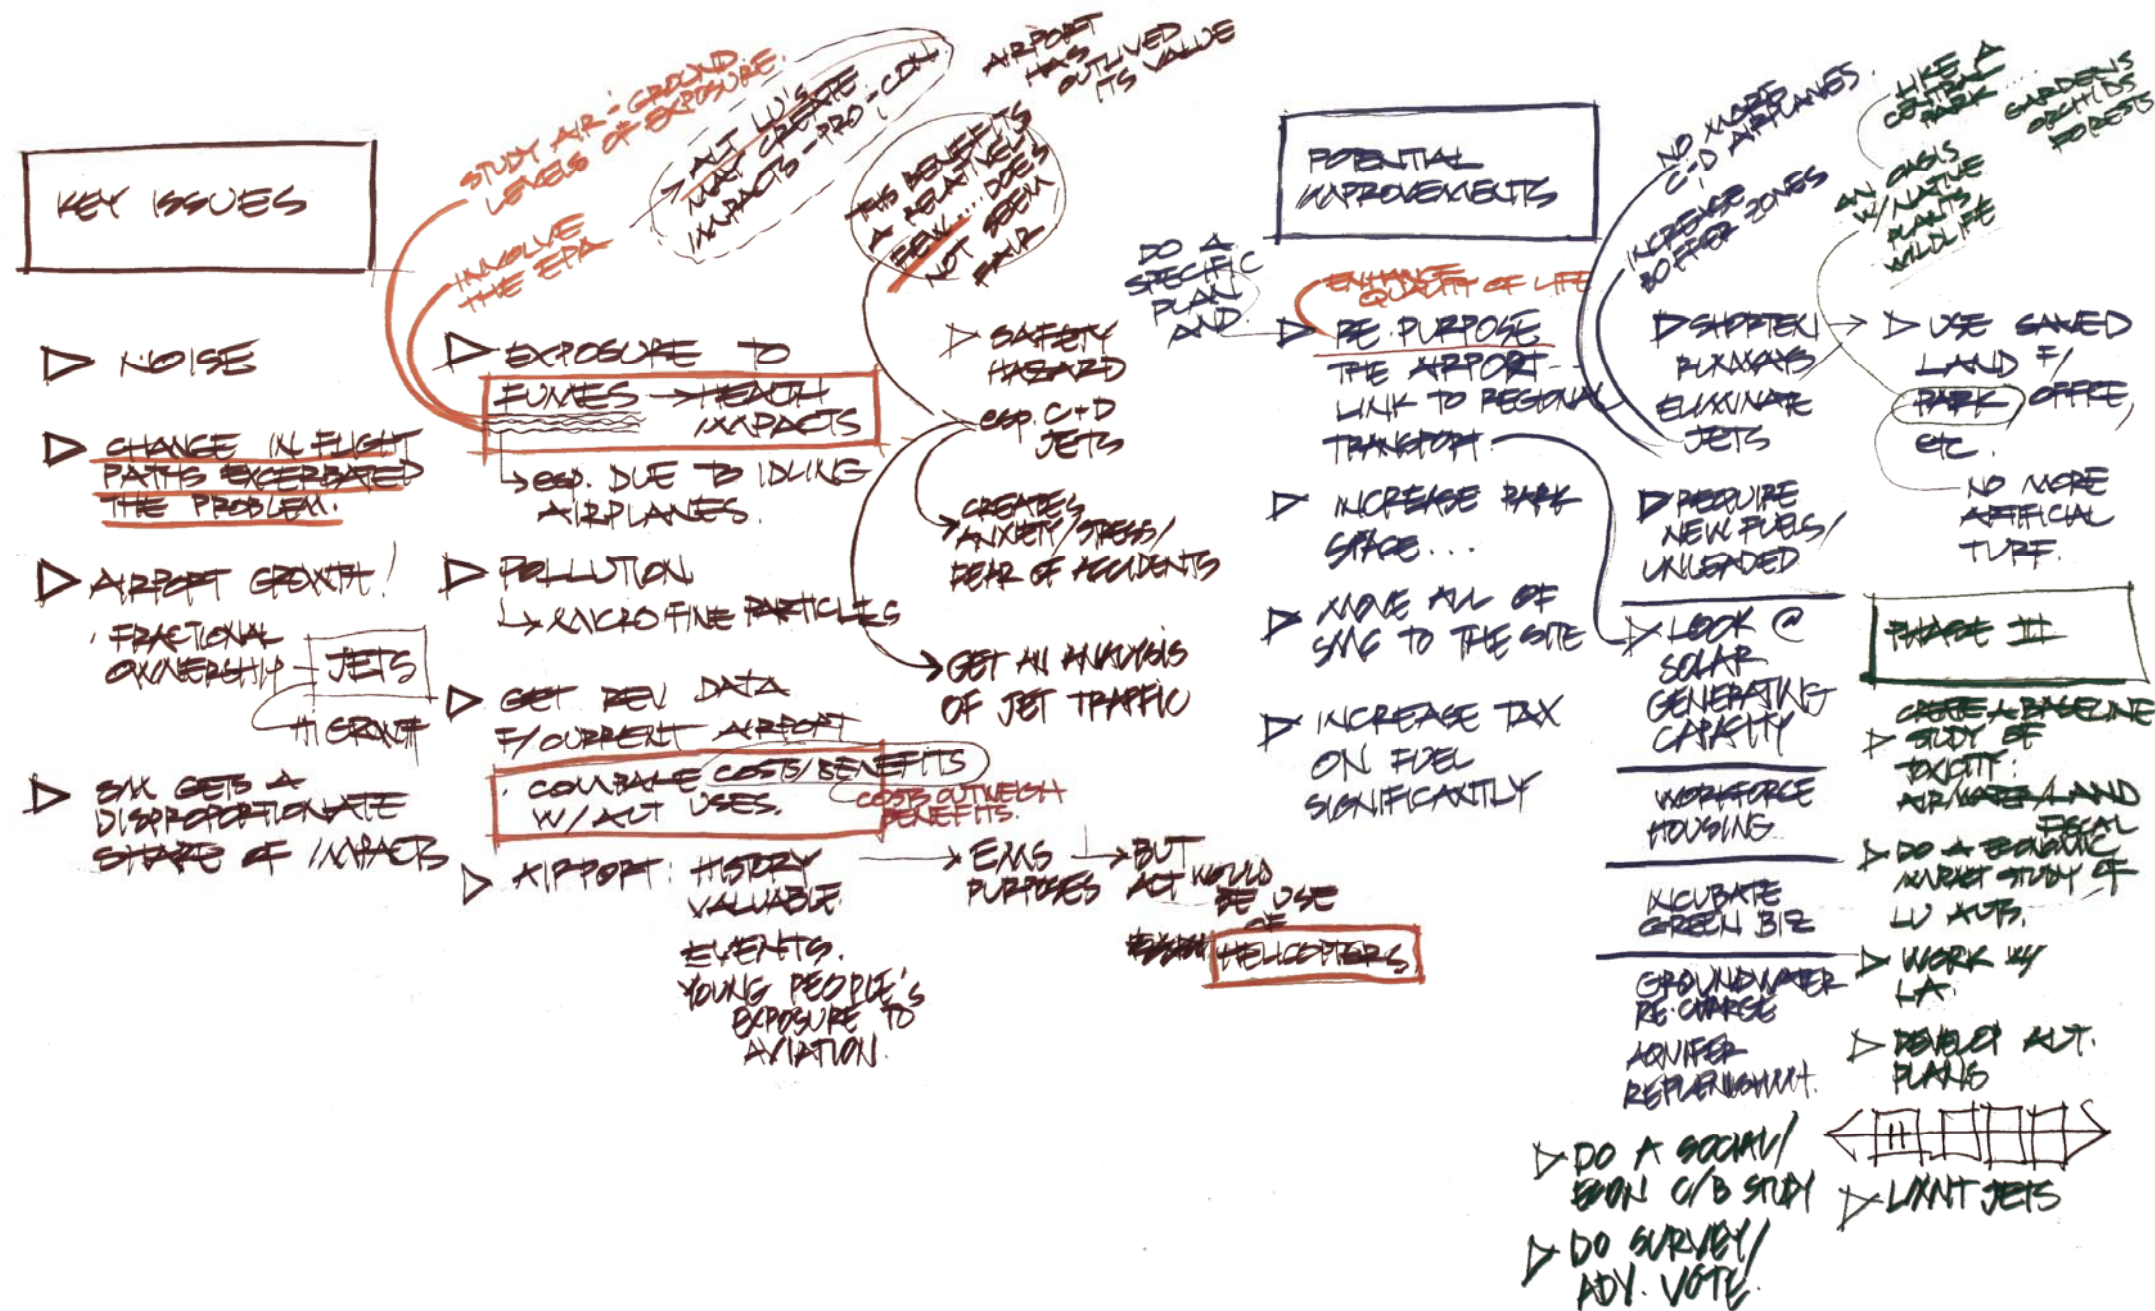 KEY ISSUES
NOISE
CHANGE IN FLIGHT
PATHS EXCERBATED
THE PROBLEM.
AIRPORT GROWTH!
FRACTIONAL
OWNERSHIP - JETS
HI GROWTH
SM GETS A
DISPROPORTIONATE
SHARE OF IMPACTS
STUDY AIR & GROUND
LEVELS OF EXPOSURE.
INVOLVE
THE EPA
ALT LU'S
MAY CREATE
IMPACTS - PRO & CON
EXPOSURE TO
FUMES → HEALTH
IMPACTS
esp. DUE TO IDLING
AIRPLANES.
POLLUTION
MICRO FINE PARTICLES
GET REV DATA
F/CURRENT AIRPORT
COMPARE COSTS/BENEFITS
W/ALT USES.
COSTS OUTWEIGH
BENEFITS.
AIRPORT: HISTORY
VALUABLE.
EVENTS.
YOUNG PEOPLE'S
EXPOSURE TO
AVIATION.
EMS
PURPOSES
BUT
ALT WOULD
BE USE
OF
HELICOPTERS
AIRPORT
HAS
OUTLIVED
ITS VALUE
THIS BENEFITS
A RELATIVELY
FEW... DOES
NOT SEEM
FAIR
SAFETY
HAZARD
esp. C+D
JETS
CREATES
ANXIETY/STRESS/
FEAR OF ACCIDENTS
GET AN ANALYSIS
OF JET TRAFFIC
POTENTIAL
IMPROVEMENTS
DO A
SPECIFIC
PLAN
AND.
ENHANCE
QUALITY OF LIFE
RE.PURPOSE
THE AIRPORT -
LINK TO REGIONAL
TRANSPORT
INCREASE PARK
SPACE...
MOVE ALL OF
SMC TO THE SITE
INCREASE TAX
ON FUEL
SIGNIFICANTLY
NO MORE
C & D AIRPLANES.
INCREASE
BUFFER ZONES
SHORTEN
RUNWAYS
ELIMINATE
JETS
REQUIRE
NEW FUELS/
UNLEADED
LOOK @
SOLAR
GENERATING
CAPACITY
WORKFORCE
HOUSING
INCUBATE
GREEN BIZ
GROUNDWATER
RE.CHARGE
AQUIFER
REPLENISHMT.
DO A SOCIAL/
ECON C/B STUDY
DO SURVEY/
ADV. VOTE
LIKE A
CENTRAL
PARK
GARDENS
ORCHIDS
FORESTS
AN OASIS
W/NATIVE
PLANTS
WILDLIFE
USE SAVED
LAND F/
PARK, OFFICE,
etc.
NO MORE
ARTIFICIAL
TURF.
PHASE III
CREATE A BASELINE
STUDY OF
TOXICITY:
AIR/WATER/LAND
FISCAL
DO A ECONOMIC
IMPACT STUDY OF
LU ALTS.
WORK W/
LA.
DEVELOP ALT.
PLANS
LIMIT JETS